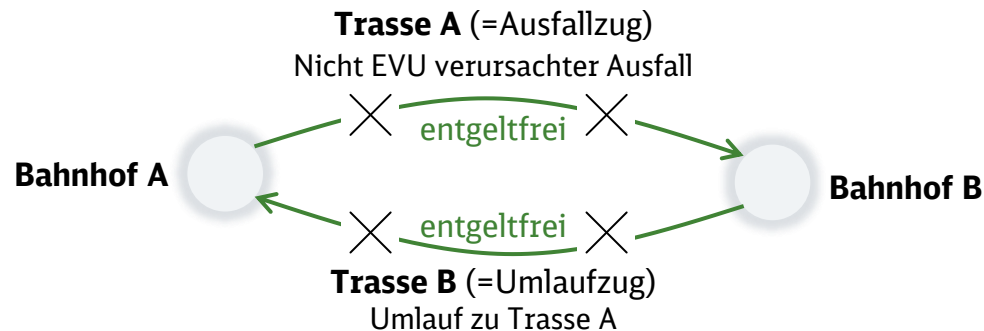 Trasse A (=Ausfallzug)
Nicht EVU verursachter Ausfall
entgeltfrei
Bahnhof A
Bahnhof B
entgeltfrei
Trasse B (=Umlaufzug)
Umlauf zu Trasse A